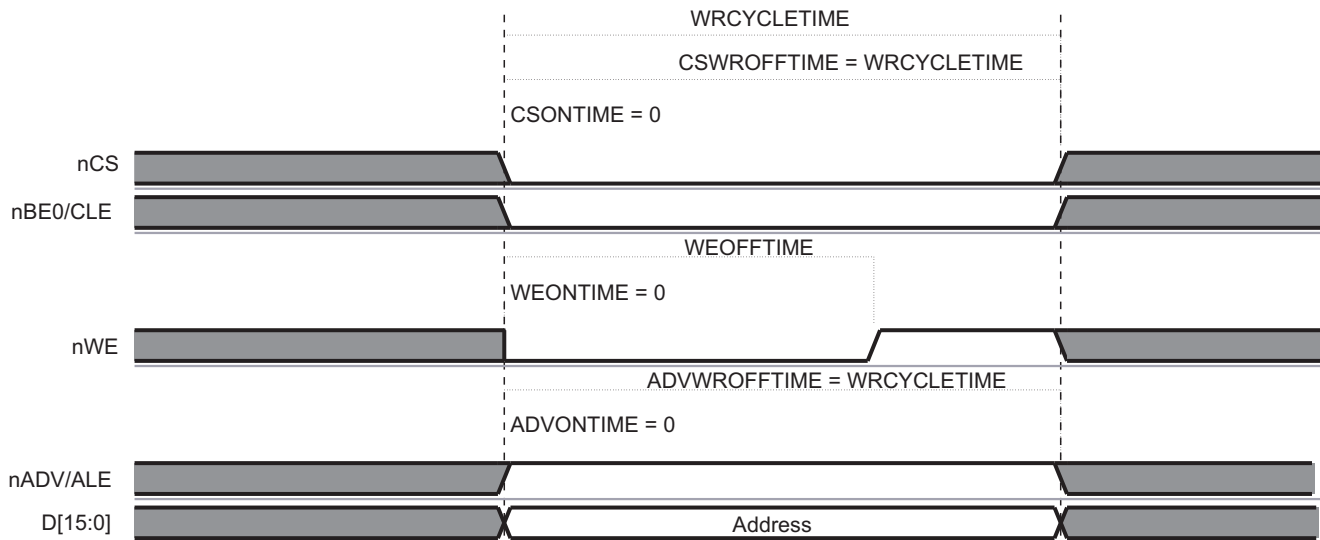 WRCYCLETIME
CSWROFFTIME = WRCYCLETIME
CSONTIME = 0
nCS
nBE0/CLE
WEOFFTIME
WEONTIME = 0
nWE
ADVWROFFTIME = WRCYCLETIME
ADVONTIME = 0
nADV/ALE
D[15:0]
Address